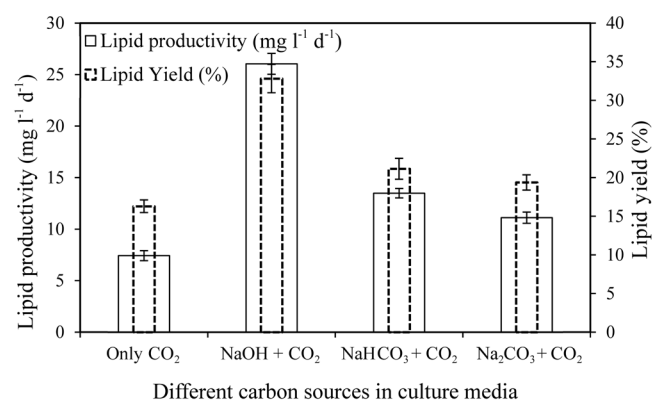 Lipid productivity (mg l⁻¹ d⁻¹)
Lipid Yield (%)
30
25
20
15
10
5
0
Lipid productivity (mg l⁻¹ d⁻¹)
40
35
30
25
20
15
10
5
0
Lipid yield (%)
Only CO₂ NaOH + CO₂ NaHCO₃ + CO₂ Na₂CO₃ + CO₂
Different carbon sources in culture media